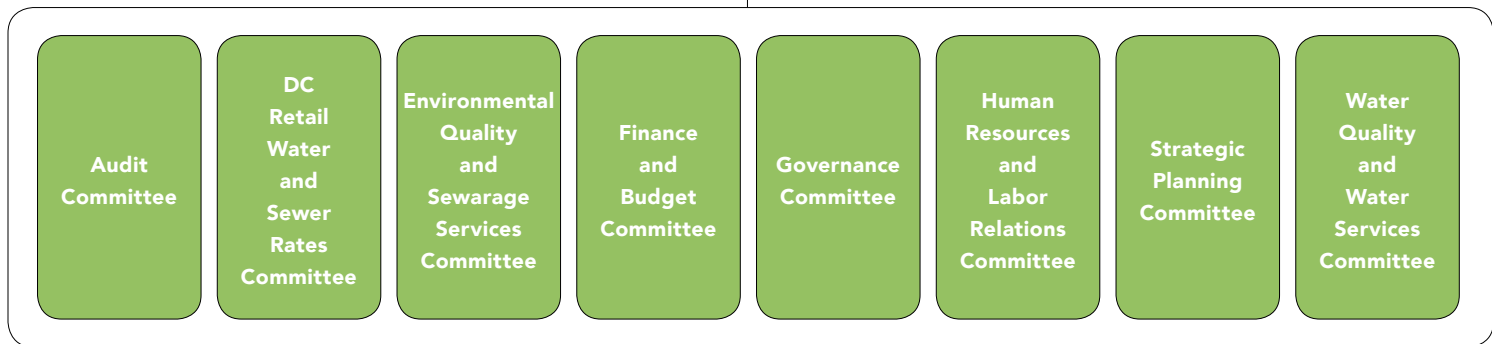 Audit
Committee
DC
Retail
Water
and
Sewer
Rates
Committee
Environmental
Quality
and
Sewarage
Services
Committee
Finance
and
Budget
Committee
Governance
Committee
Human
Resources
and
Labor
Relations
Committee
Strategic
Planning
Committee
Water
Quality
and
Water
Services
Committee